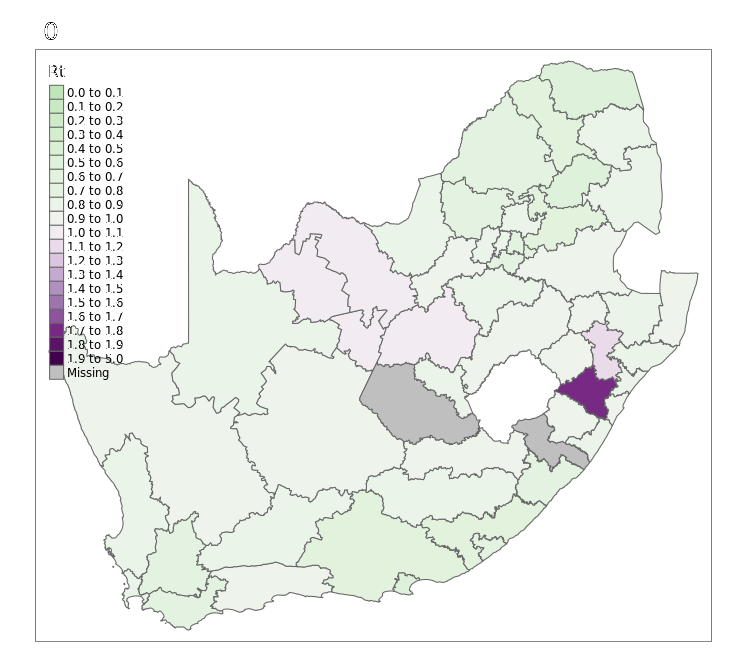 0
Rt
0.0 to 0.1
0.1 to 0.2
0.2 to 0.3
0.3 to 0.4
0.4 to 0.5
0.5 to 0.6
0.6 to 0.7
0.7 to 0.8
0.8 to 0.9
0.9 to 1.0
1.0 to 1.1
1.1 to 1.2
1.2 to 1.3
1.3 to 1.4
1.4 to 1.5
1.5 to 1.6
1.6 to 1.7
1.7 to 1.8
1.8 to 1.9
1.9 to 5.0
Missing